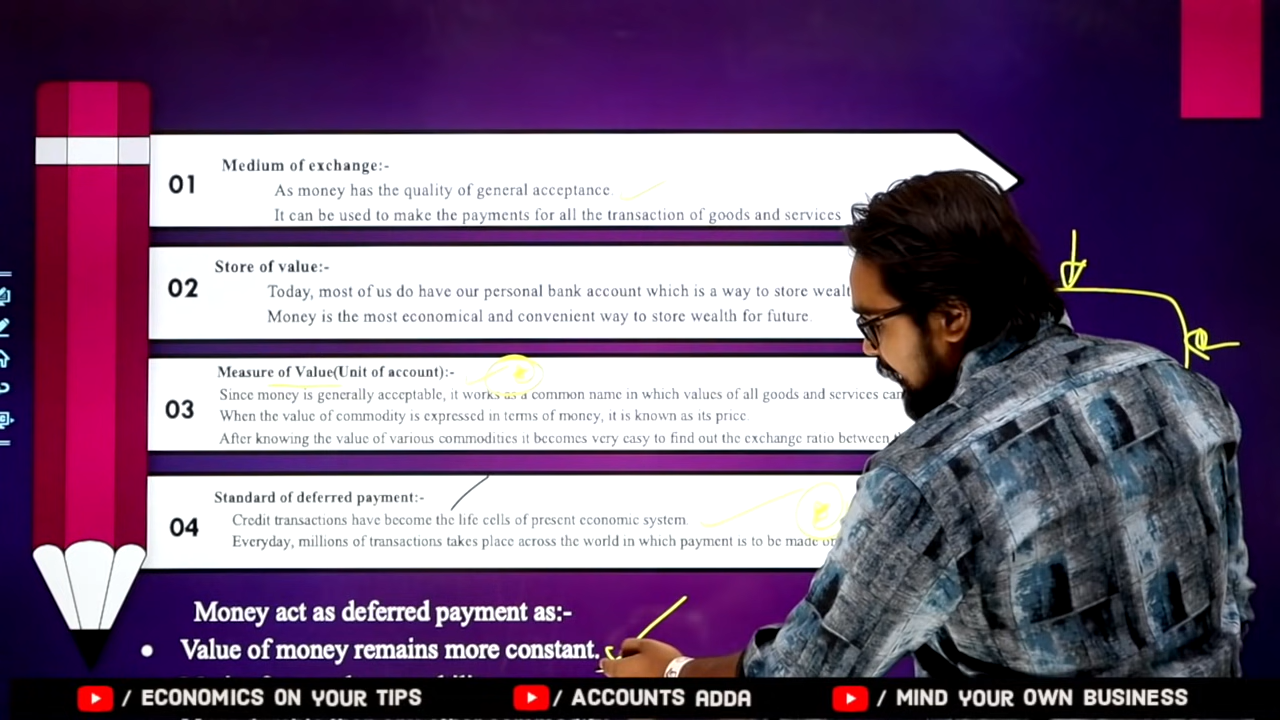 01
Medium of exchange:-
As money has the quality of general acceptance.
It can be used to make the payments for all the transaction of goods and services
02
Store of value:-
Today, most of us do have our personal bank account which is a way to store wealt
Money is the most economical and convenient way to store wealth for future.
03
Measure of Value(Unit of account):-
Since money is generally acceptable, it works as a common name in which values of all goods and services can
When the value of commodity is expressed in terms of money, it is known as its price.
After knowing the value of various commodities it becomes very easy to find out the exchange ratio between
04
Standard of deferred payment:-
Credit transactions have become the life cells of present economic system.
Everyday, millions of transactions takes place across the world in which payment is to be made
Money act as deferred payment as:-
• Value of money remains more constant.
/ ECONOMICS ON YOUR TIPS
/ ACCOUNTS ADDA
/ MIND YOUR OWN BUSINESS